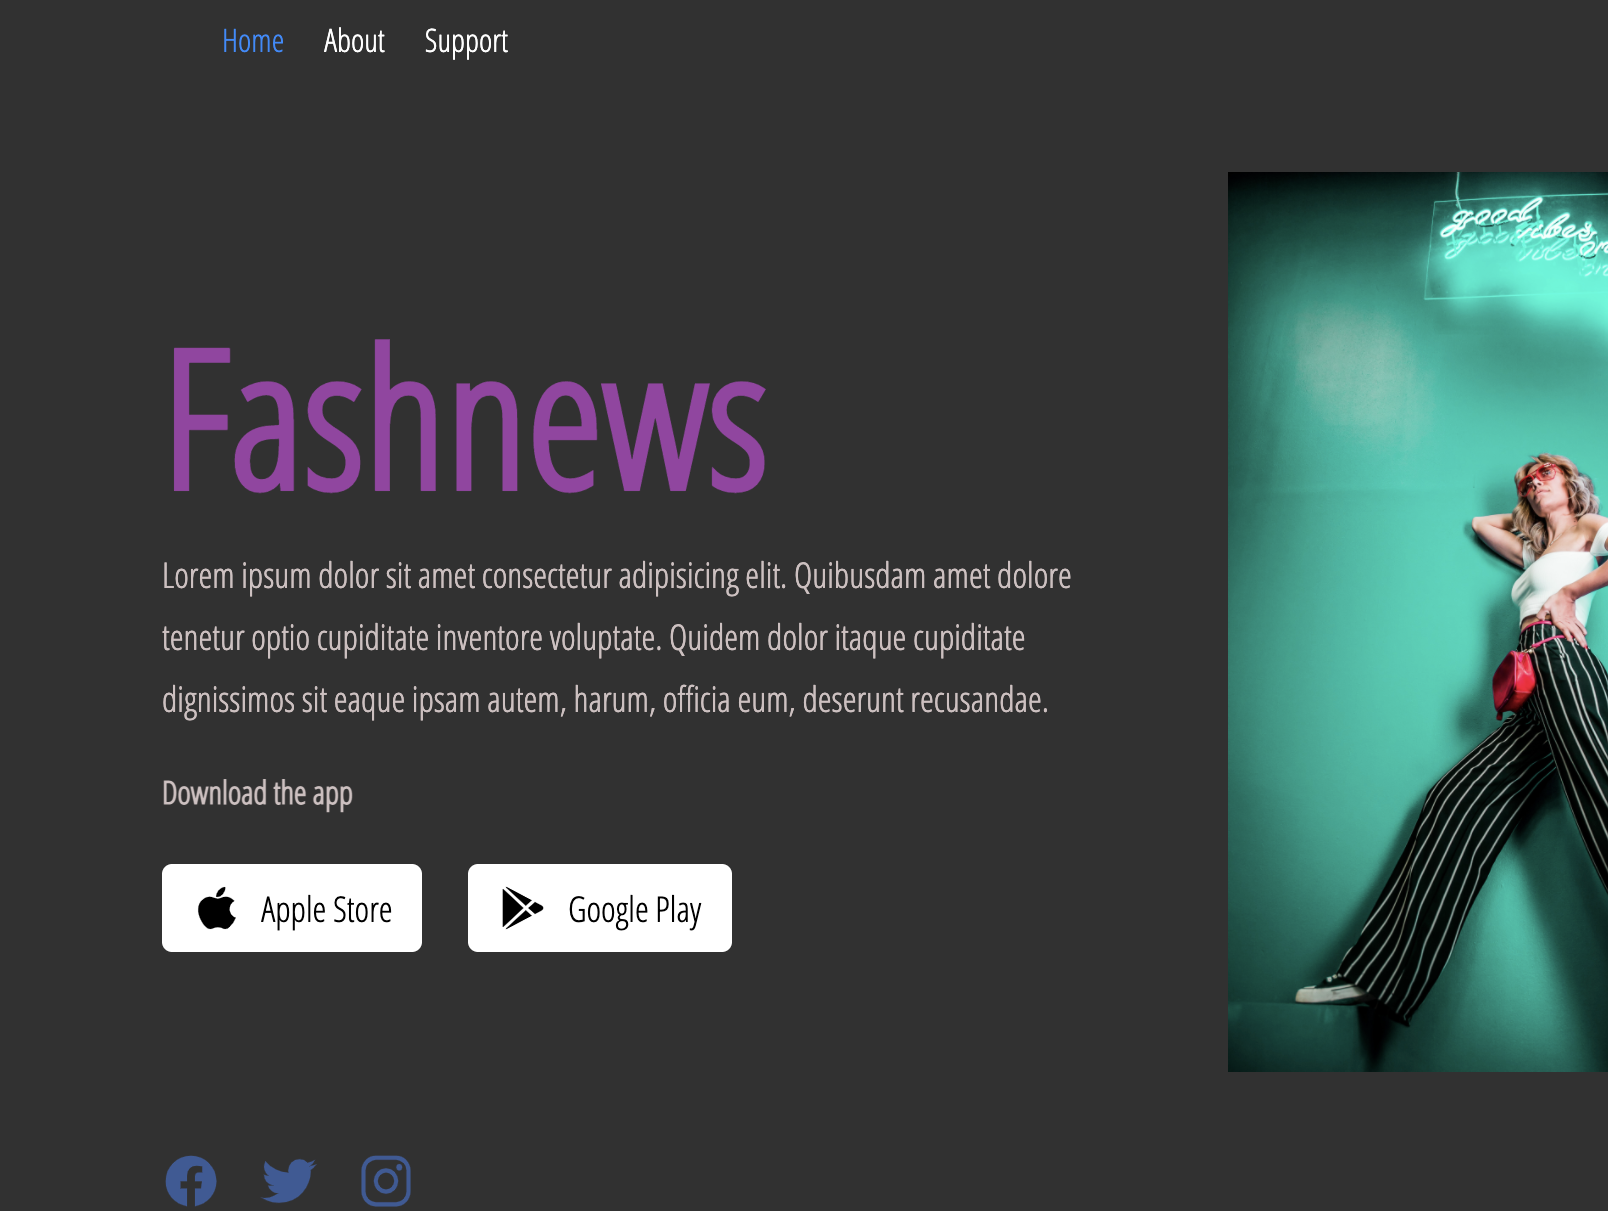 Home About Support
good vibes
Fashnews
Lorem ipsum dolor sit amet consectetur adipisicing elit. Quibusdam amet dolore
tenetur optio cupiditate inventore voluptate. Quidem dolor itaque cupiditate
dignissimos sit eaque ipsam autem, harum, officia eum, deserunt recusandae.
Download the app
Apple Store Google Play